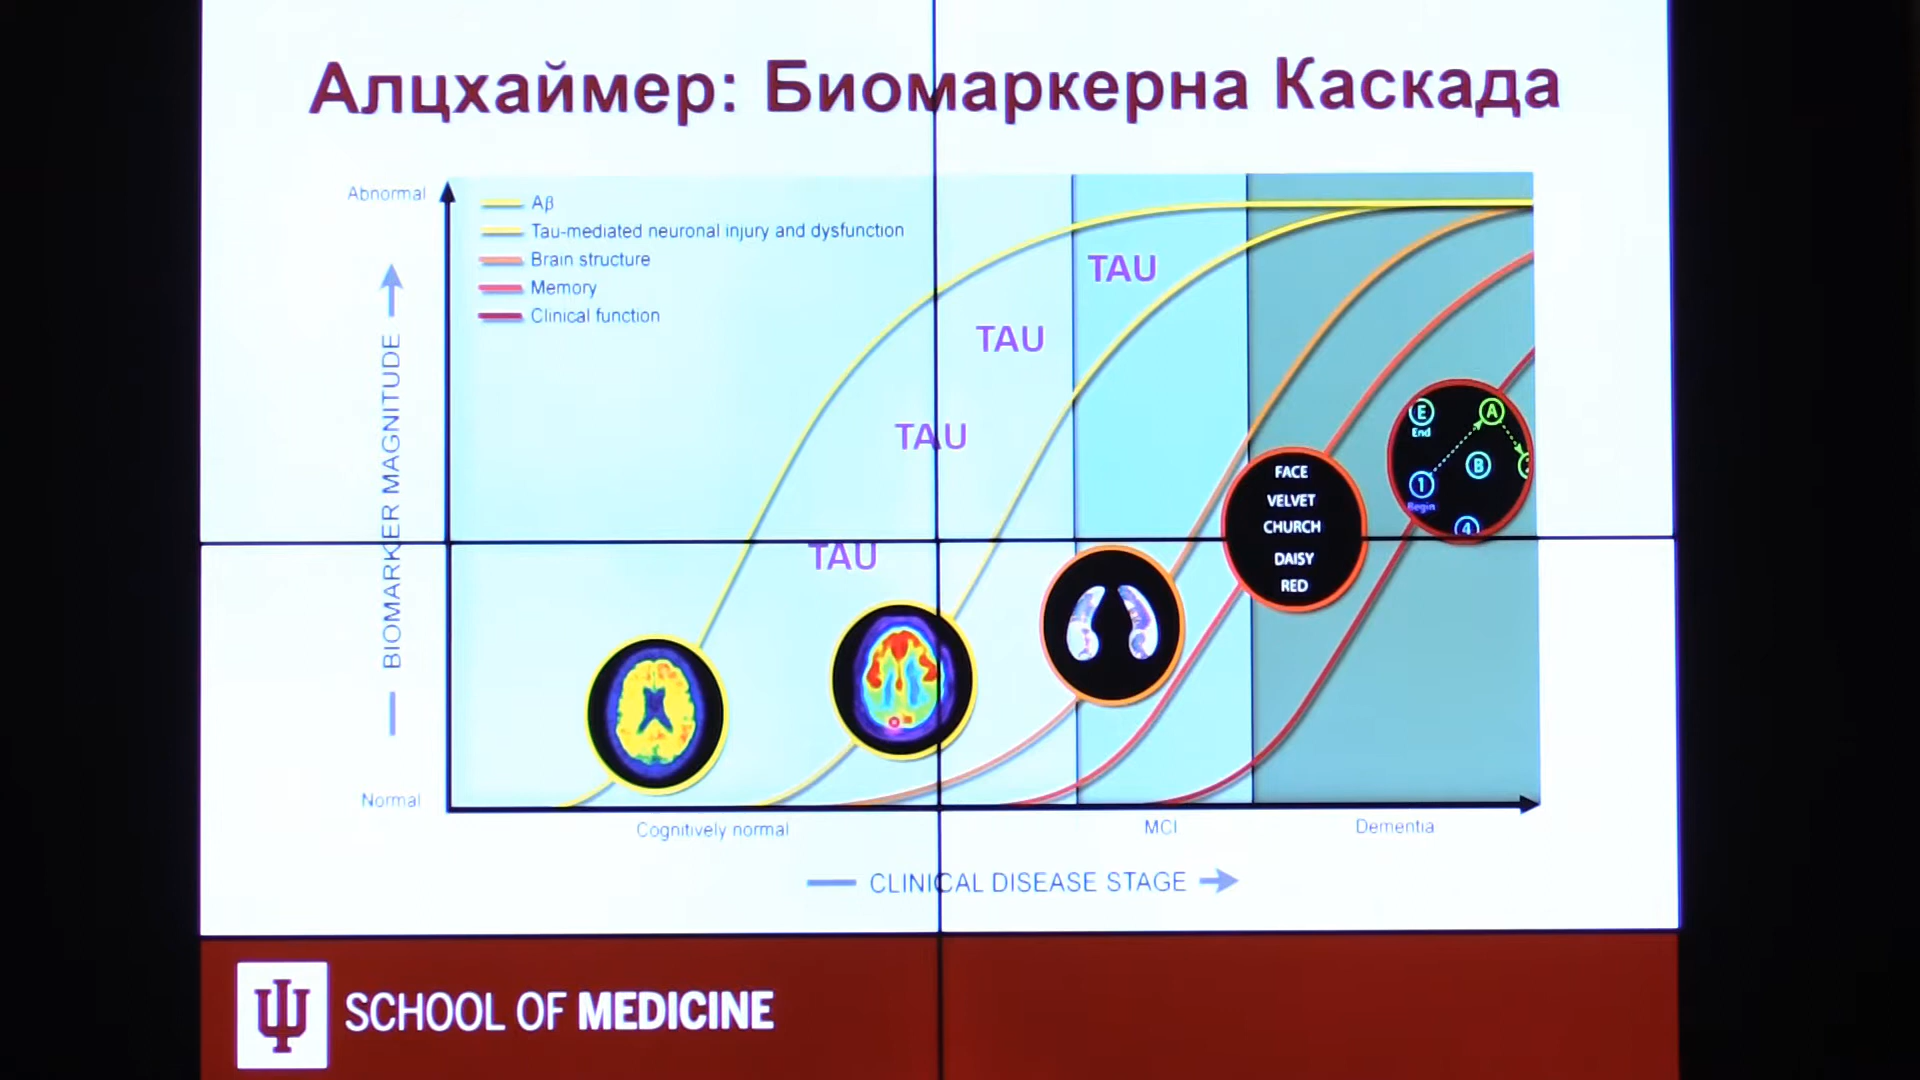 Алцхаймер: Биомаркерна Каскада
Abnormal
Aβ
Tau-mediated neuronal injury and dysfunction
Brain structure
Memory
Clinical function
BIOMARKER MAGNITUDE
TAU
TAU
TAU
TAU
E
End
A
B
1
Begin
4
FACE
VELVET
CHURCH
DAISY
RED
Normal
Cognitively normal
MCI
Dementia
CLINICAL DISEASE STAGE
SCHOOL OF MEDICINE